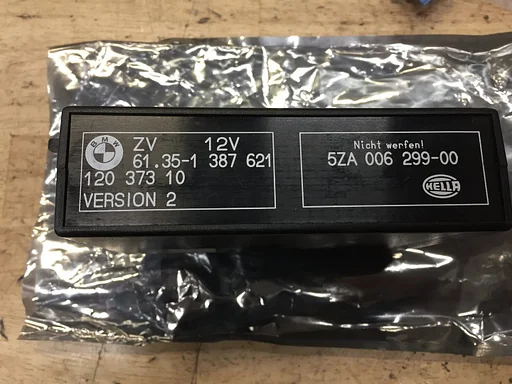 BMW
ZV 12V
61.35-1 387 621
120 373 10
VERSION 2
Nicht werfen!
5ZA 006 299-00
HELLA